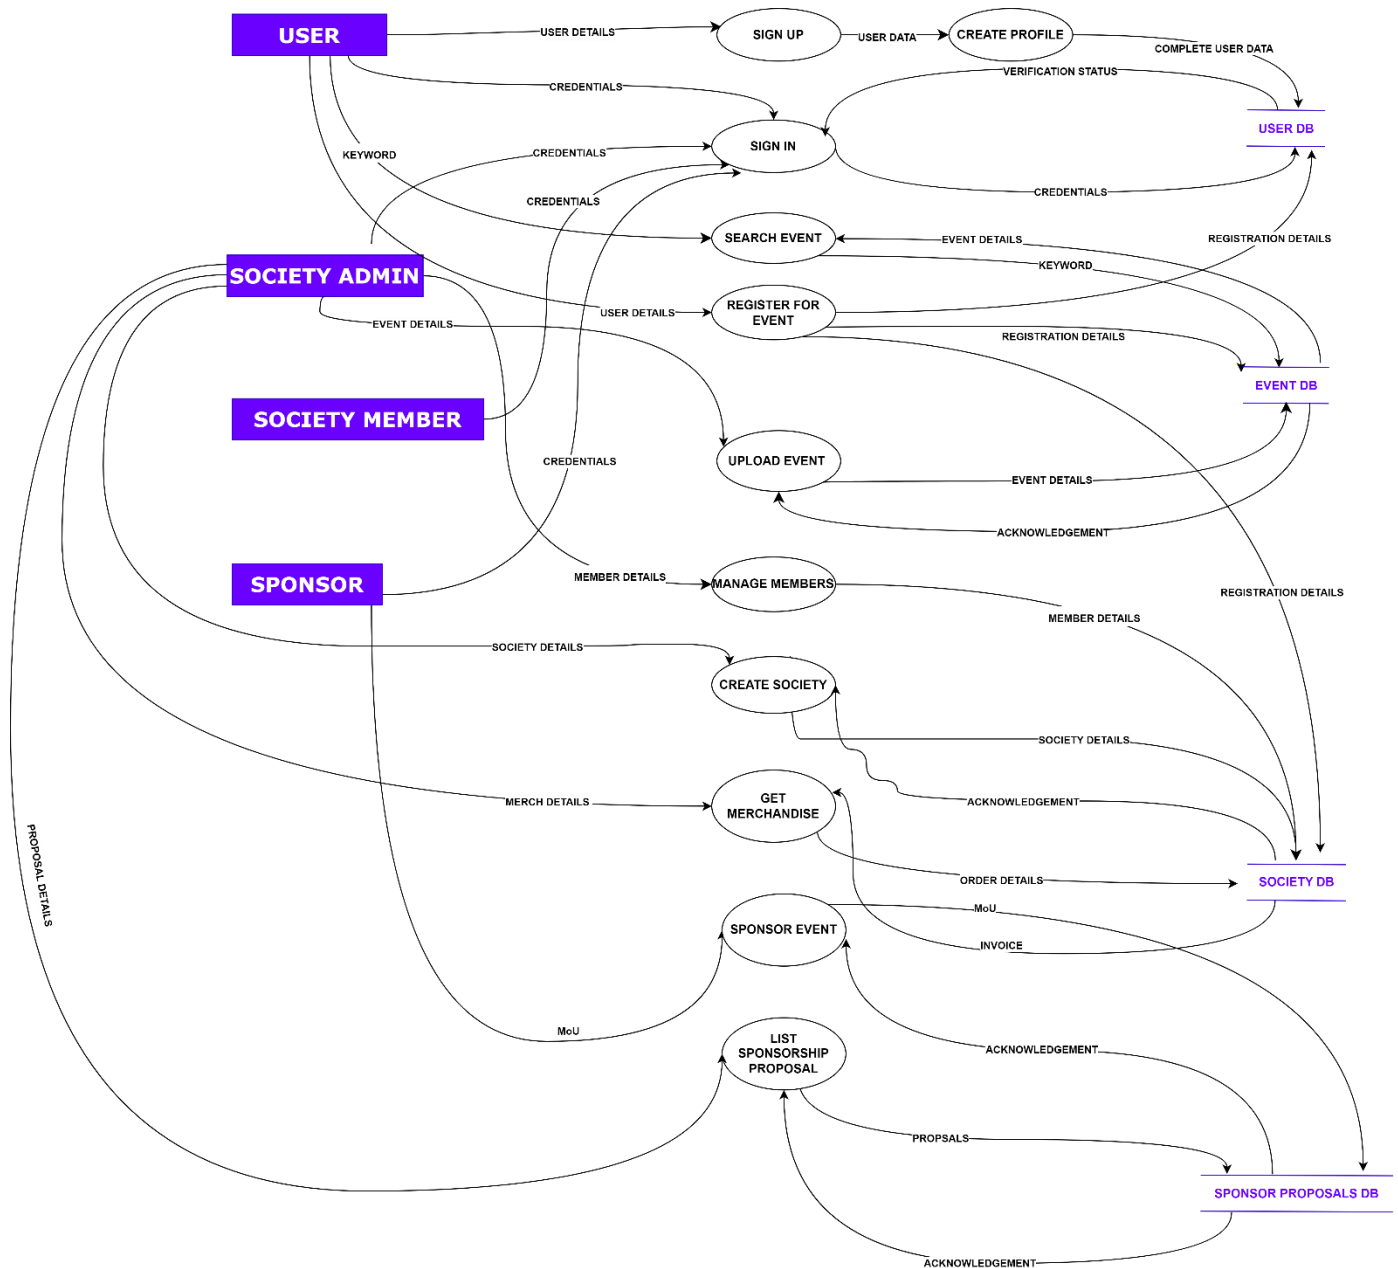 USER
USER DETAILS
SIGN UP
USER DATA
CREATE PROFILE
COMPLETE USER DATA
VERIFICATION STATUS
CREDENTIALS
USER DB
KEYWORD
CREDENTIALS
SIGN IN
CREDENTIALS
CREDENTIALS
SEARCH EVENT
EVENT DETAILS
REGISTRATION DETAILS
KEYWORD
SOCIETY ADMIN
USER DETAILS
REGISTER FOR
EVENT
EVENT DETAILS
REGISTRATION DETAILS
EVENT DB
SOCIETY MEMBER
CREDENTIALS
UPLOAD EVENT
EVENT DETAILS
ACKNOWLEDGEMENT
SPONSOR
MEMBER DETAILS
MANAGE MEMBERS
REGISTRATION DETAILS
MEMBER DETAILS
SOCIETY DETAILS
CREATE SOCIETY
SOCIETY DETAILS
MERCH DETAILS
GET
MERCHANDISE
ACKNOWLEDGEMENT
PROPOSAL DETAILS
ORDER DETAILS
SOCIETY DB
MoU
SPONSOR EVENT
INVOICE
MoU
LIST
SPONSORSHIP
PROPOSAL
ACKNOWLEDGEMENT
PROPSALS
SPONSOR PROPOSALS DB
ACKNOWLEDGEMENT